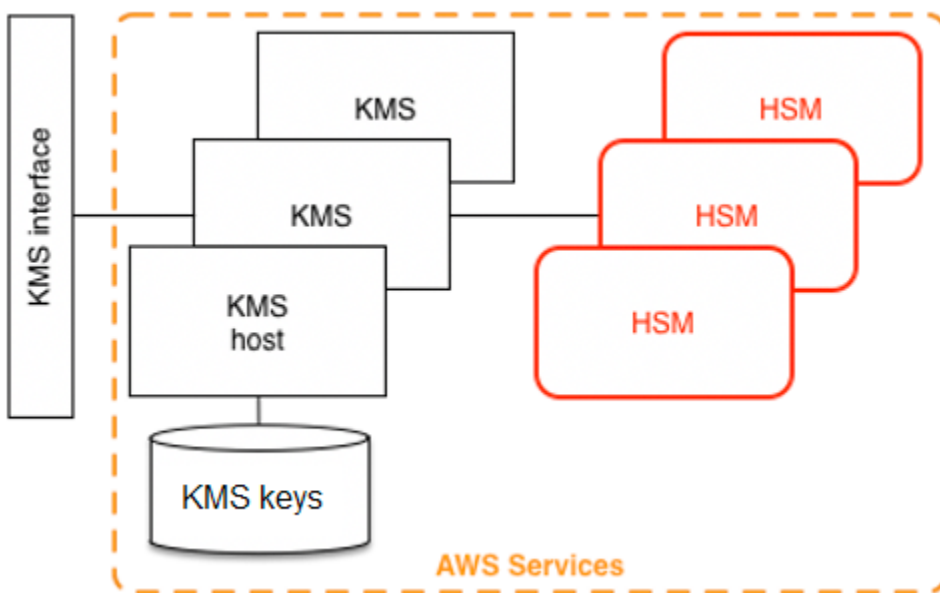 KMS interface
KMS
KMS
KMS
host
KMS keys
HSM
HSM
HSM
AWS Services